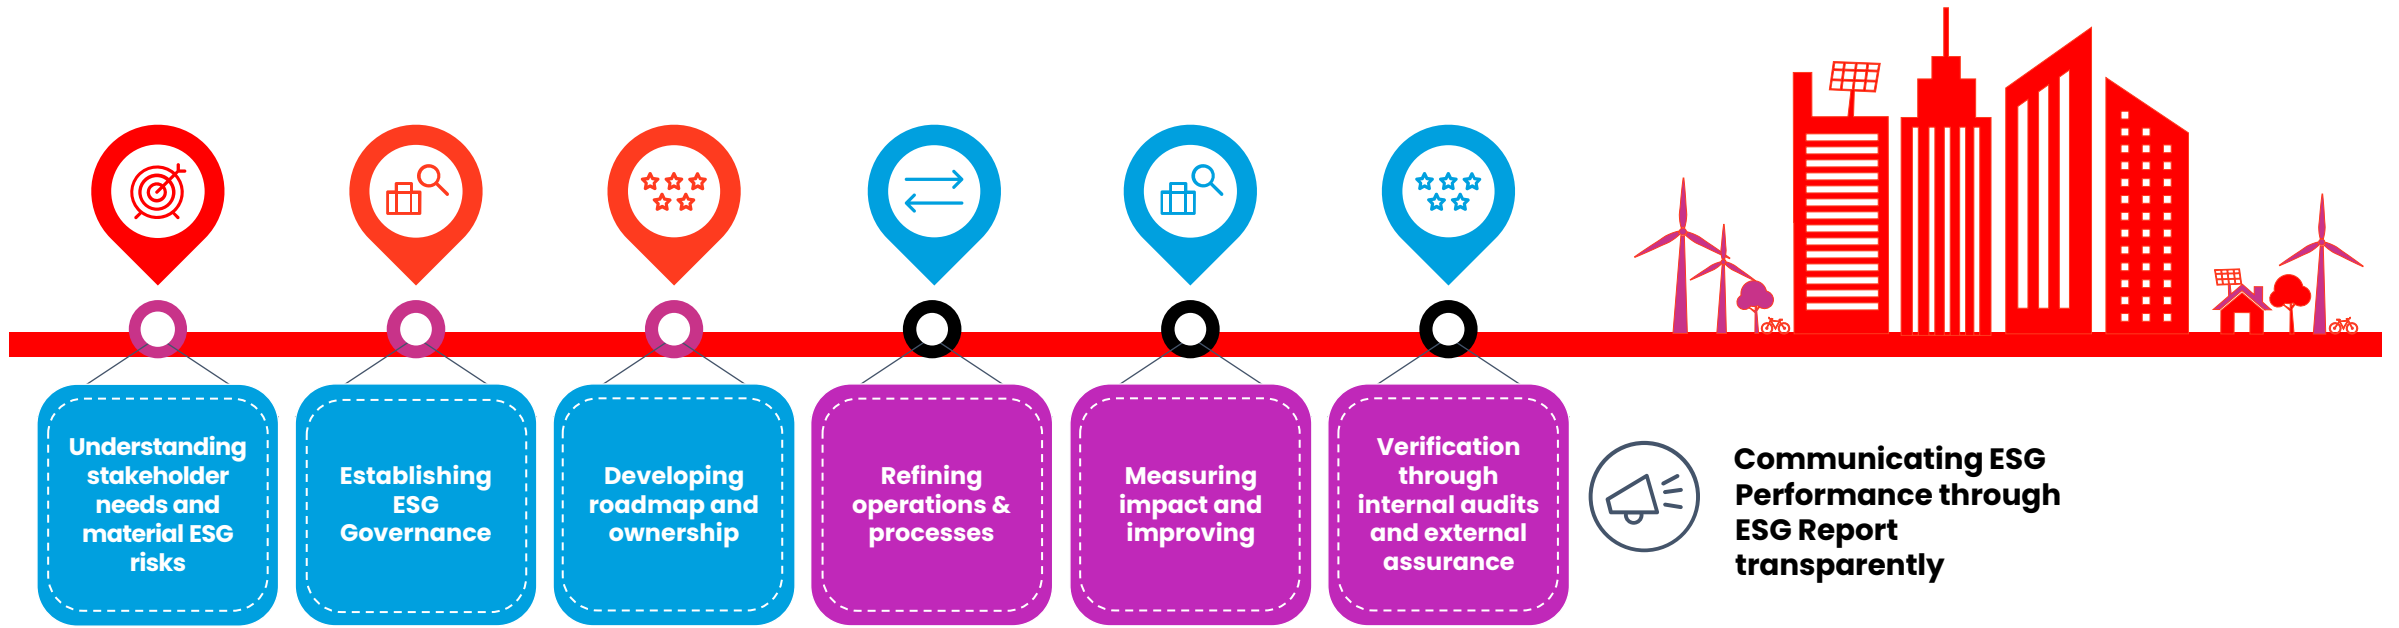 Understanding
stakeholder
needs and
material ESG
risks
Establishing
ESG
Governance
Developing
roadmap and
ownership
Refining
operations &
processes
Measuring
impact and
improving
Verification
through
internal audits
and external
assurance
Communicating ESG
Performance through
ESG Report
transparently